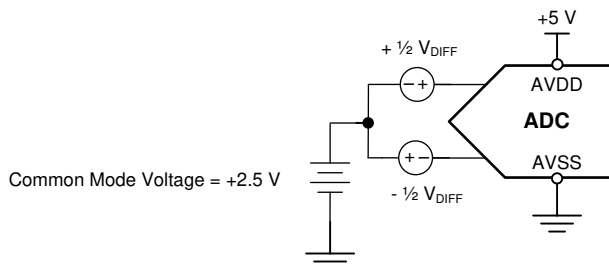 +5 V
+ ½ V_DIFF
− +
AVDD
ADC
+ −
AVSS
Common Mode Voltage = +2.5 V
- ½ V_DIFF